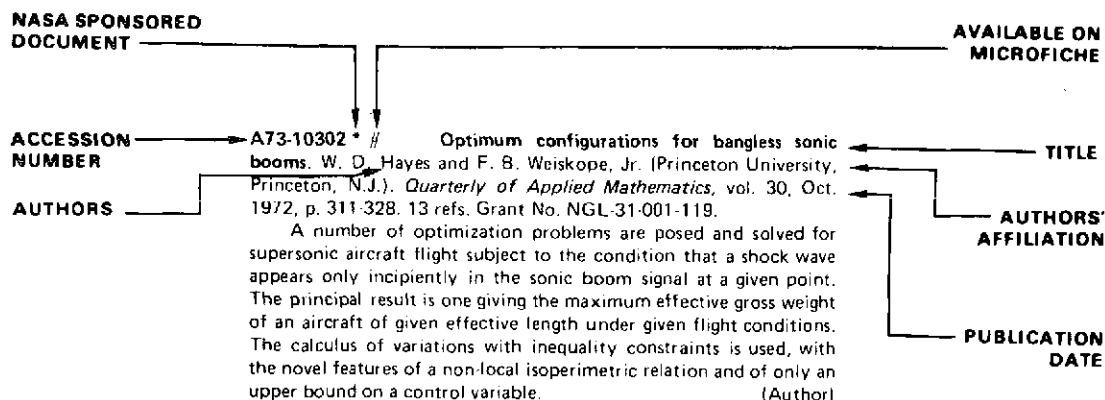 NASA SPONSORED
DOCUMENT
AVAILABLE ON
MICROFICHE
ACCESSION
NUMBER
AUTHORS
A73-10302 * # Optimum configurations for bangless sonic
booms. W. D. Hayes and F. B. Weiskope, Jr. (Princeton University,
Princeton, N.J.). Quarterly of Applied Mathematics, vol. 30, Oct.
1972, p. 311-328. 13 refs. Grant No. NGL-31-001-119.
A number of optimization problems are posed and solved for
supersonic aircraft flight subject to the condition that a shock wave
appears only incipiently in the sonic boom signal at a given point.
The principal result is one giving the maximum effective gross weight
of an aircraft of given effective length under given flight conditions.
The calculus of variations with inequality constraints is used, with
the novel features of a non-local isoperimetric relation and of only an
upper bound on a control variable. (Author)
TITLE
AUTHORS'
AFFILIATION
PUBLICATION
DATE